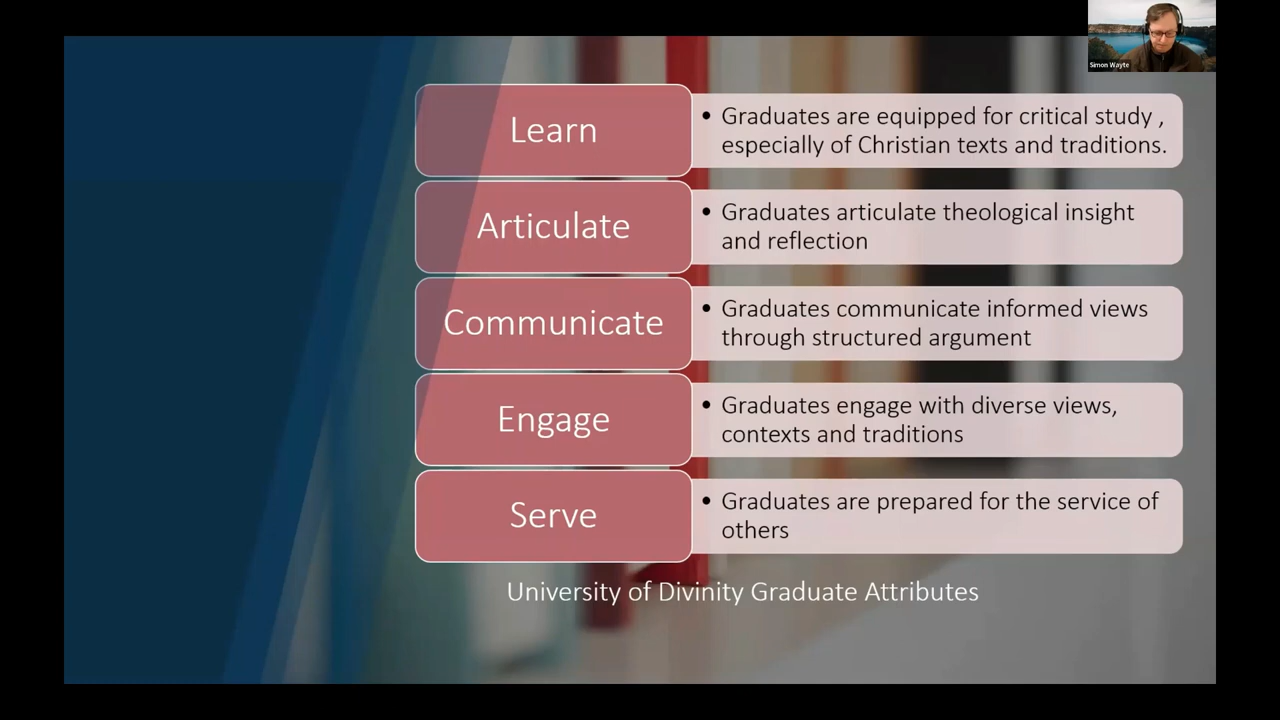 Simon Wayte
Learn
• Graduates are equipped for critical study ,
especially of Christian texts and traditions.
Articulate
• Graduates articulate theological insight
and reflection
Communicate
• Graduates communicate informed views
through structured argument
Engage
• Graduates engage with diverse views,
contexts and traditions
Serve
• Graduates are prepared for the service of
others
University of Divinity Graduate Attributes